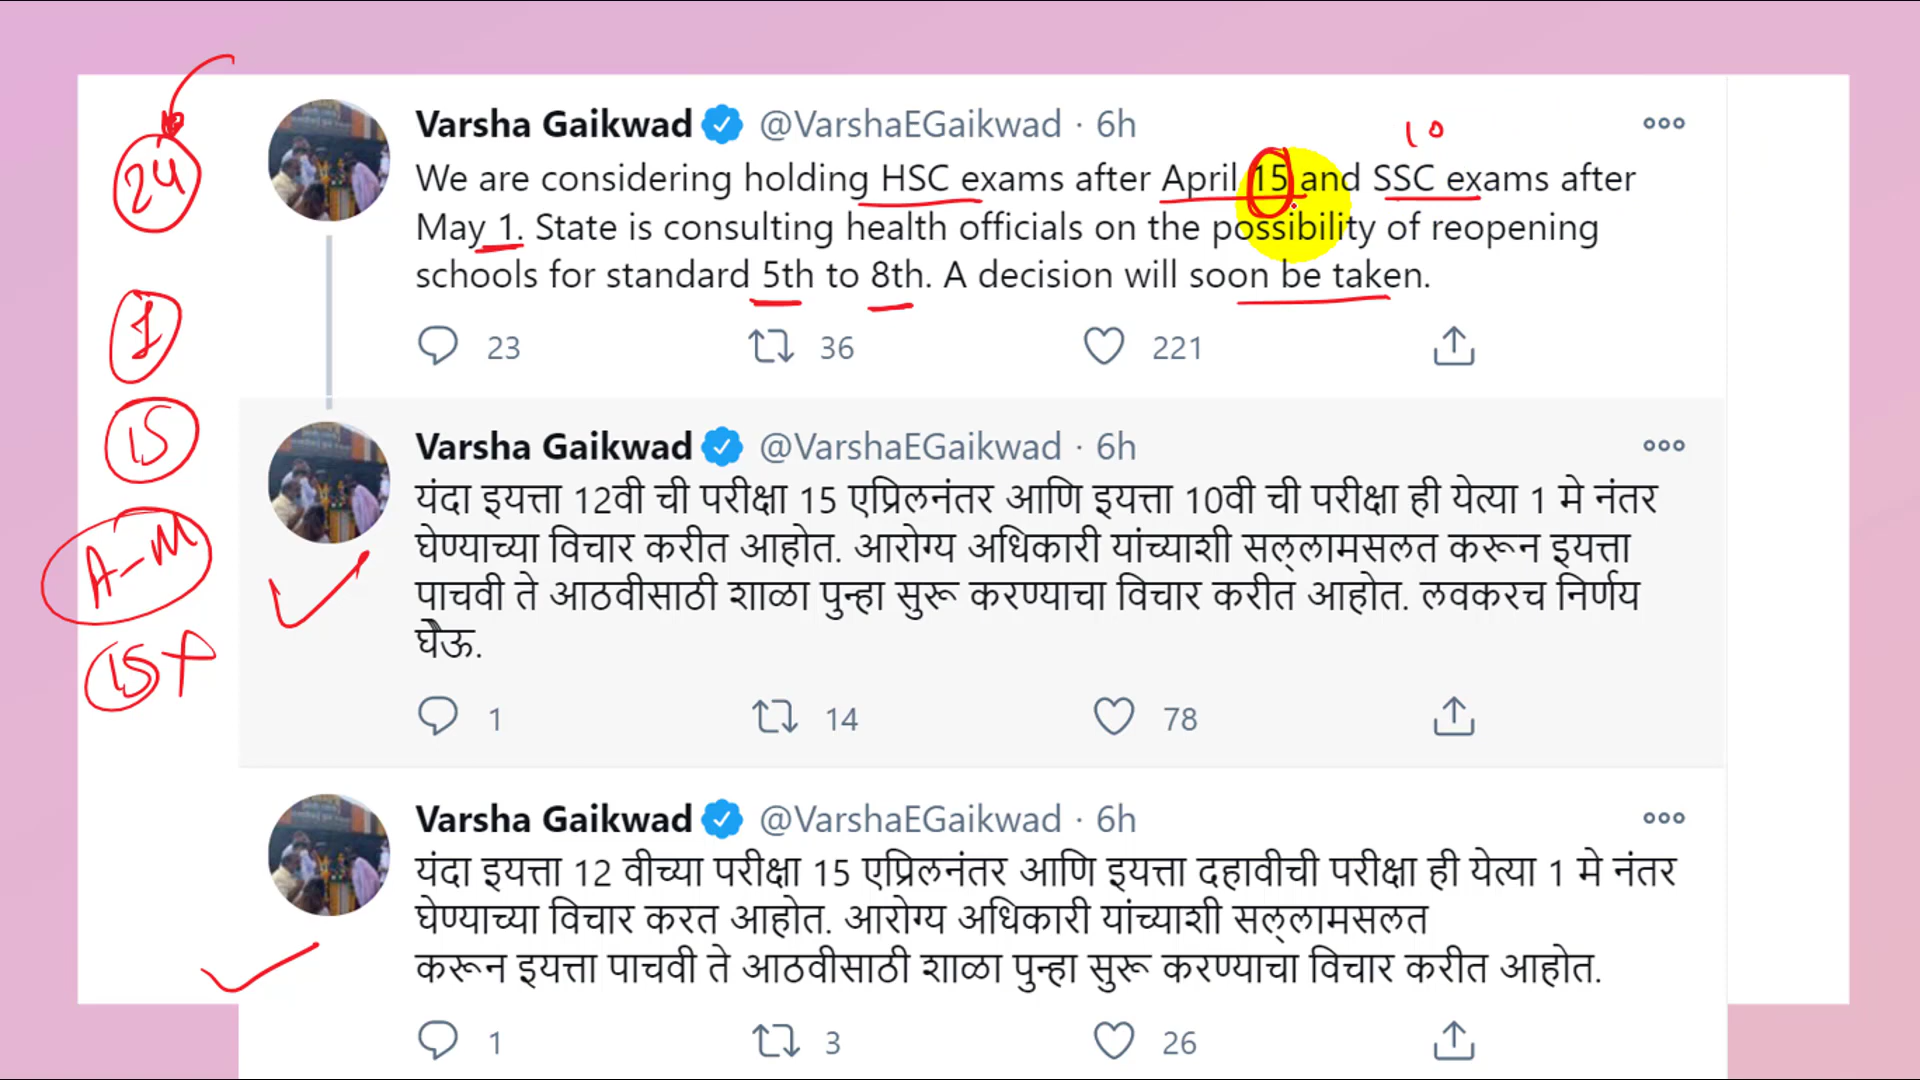 Varsha Gaikwad @VarshaEGaikwad · 6h
10
We are considering holding HSC exams after April 15 and SSC exams after
May 1. State is consulting health officials on the possibility of reopening
schools for standard 5th to 8th. A decision will soon be taken.
23 36 221
24
1
15
A-M
15
Varsha Gaikwad @VarshaEGaikwad · 6h
यंदा इयत्ता 12वी ची परीक्षा 15 एप्रिलनंतर आणि इयत्ता 10वी ची परीक्षा ही येत्या 1 मे नंतर
घेण्याच्या विचार करीत आहोत. आरोग्य अधिकारी यांच्याशी सल्लामसलत करून इयत्ता
पाचवी ते आठवीसाठी शाळा पुन्हा सुरू करण्याचा विचार करीत आहोत. लवकरच निर्णय
1 14 78
Varsha Gaikwad @VarshaEGaikwad · 6h
यंदा इयत्ता 12 वीच्या परीक्षा 15 एप्रिलनंतर आणि इयत्ता दहावीची परीक्षा ही येत्या 1 मे नंतर
घेण्याच्या विचार करत आहोत. आरोग्य अधिकारी यांच्याशी सल्लामसलत
करून इयत्ता पाचवी ते आठवीसाठी शाळा पुन्हा सुरू करण्याचा विचार करीत आहोत.
1 3 26